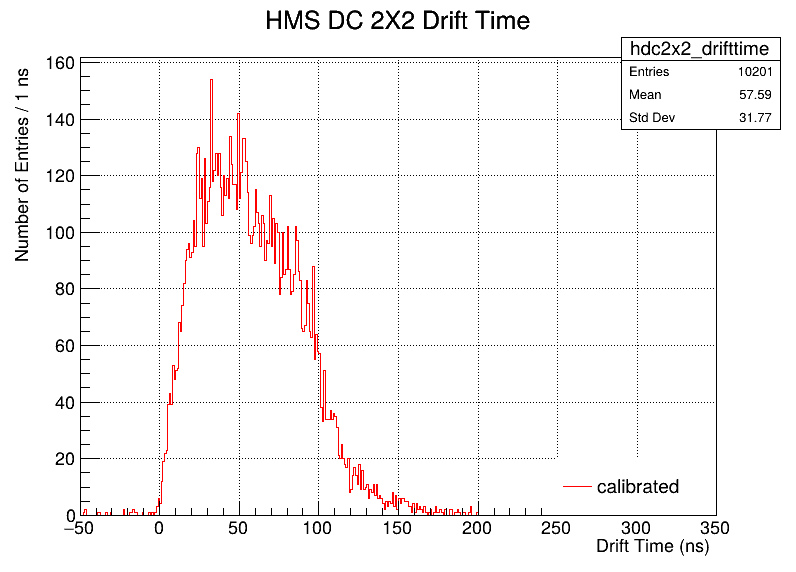 HMS DC 2X2 Drift Time
hdc2x2_drifttime
Entries 10201
Mean 57.59
Std Dev 31.77
Number of Entries / 1 ns
160
140
120
100
80
60
40
20
0
−50 0 50 100 150 200 250 300 350
calibrated
Drift Time (ns)